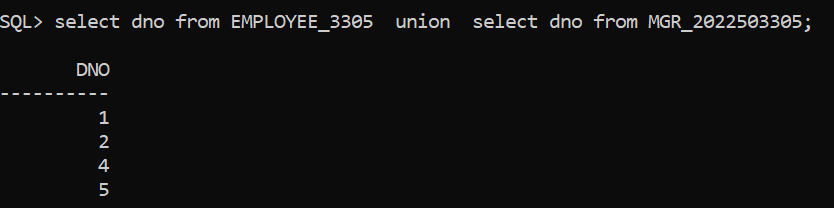 SQL> select dno from EMPLOYEE_3305  union  select dno from MGR_2022503305;
DNO
----------
1
2
4
5